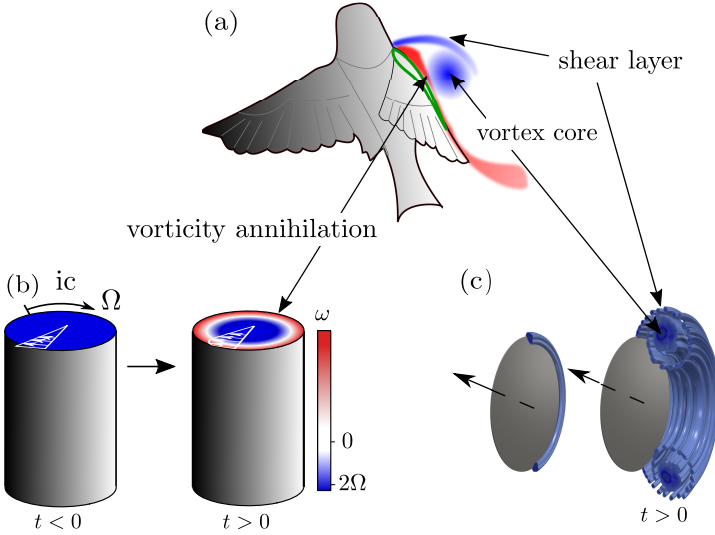 (a)
shear layer
vortex core
vorticity annihilation
(b)
ic
Ω
(c)
ω
0
2Ω
t < 0
t > 0
t > 0